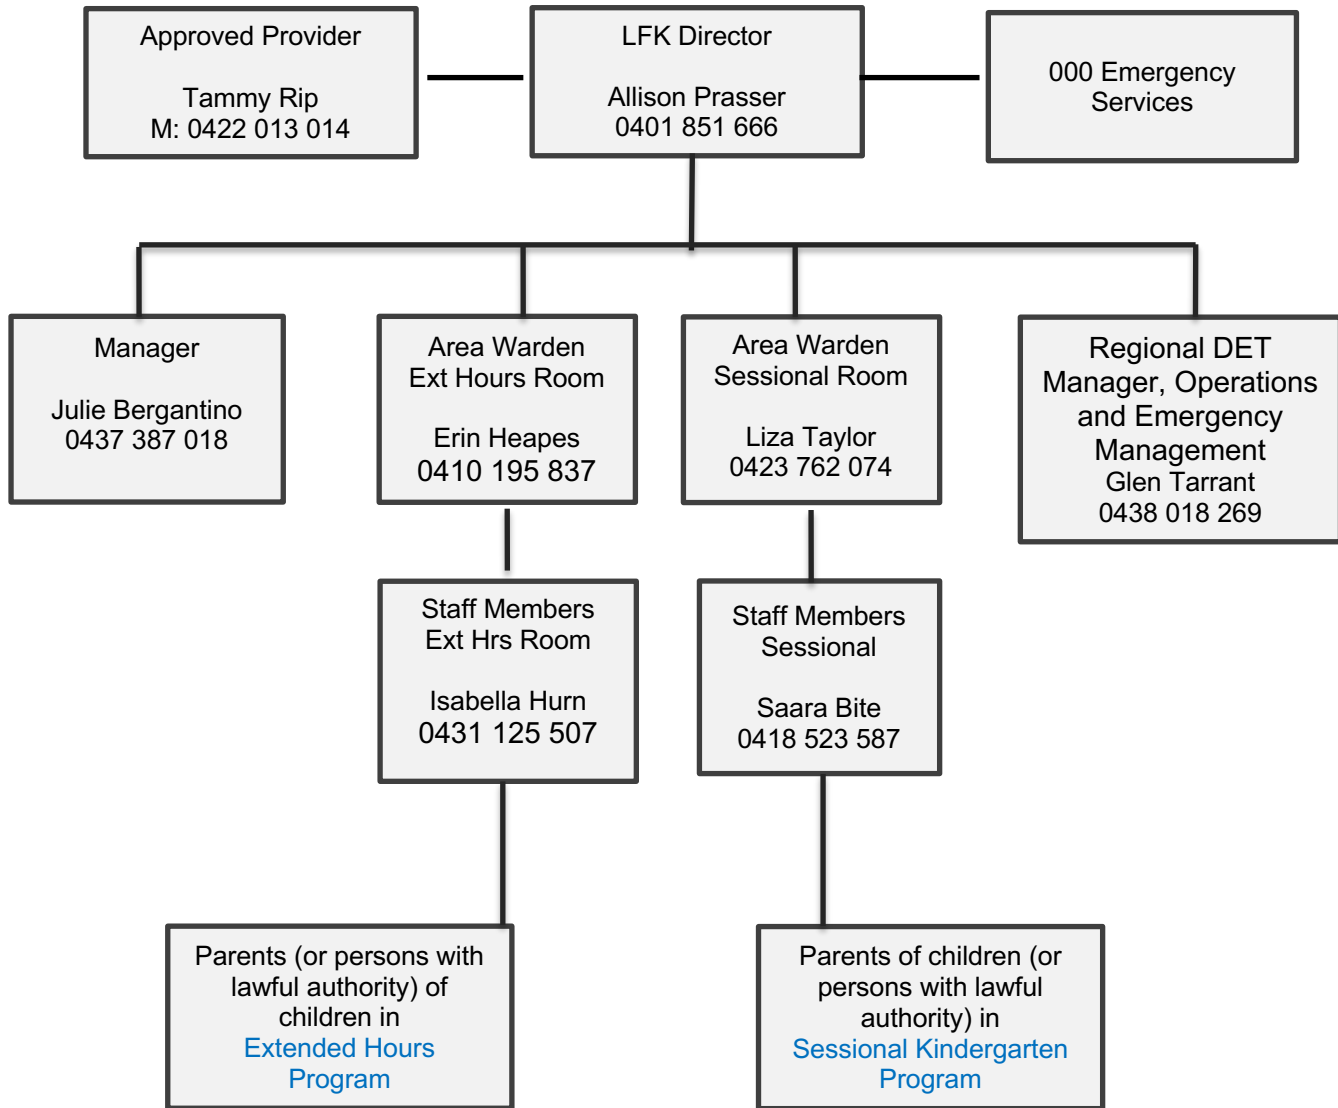 Approved Provider
Tammy Rip
M: 0422 013 014
LFK Director
Allison Prasser
0401 851 666
000 Emergency
Services
Manager
Julie Bergantino
0437 387 018
Area Warden
Ext Hours Room
Erin Heapes
0410 195 837
Area Warden
Sessional Room
Liza Taylor
0423 762 074
Regional DET
Manager, Operations
and Emergency
Management
Glen Tarrant
0438 018 269
Staff Members
Ext Hrs Room
Isabella Hurn
0431 125 507
Staff Members
Sessional
Saara Bite
0418 523 587
Parents (or persons with
lawful authority) of
children in
Extended Hours
Program
Parents of children (or
persons with lawful
authority) in
Sessional Kindergarten
Program